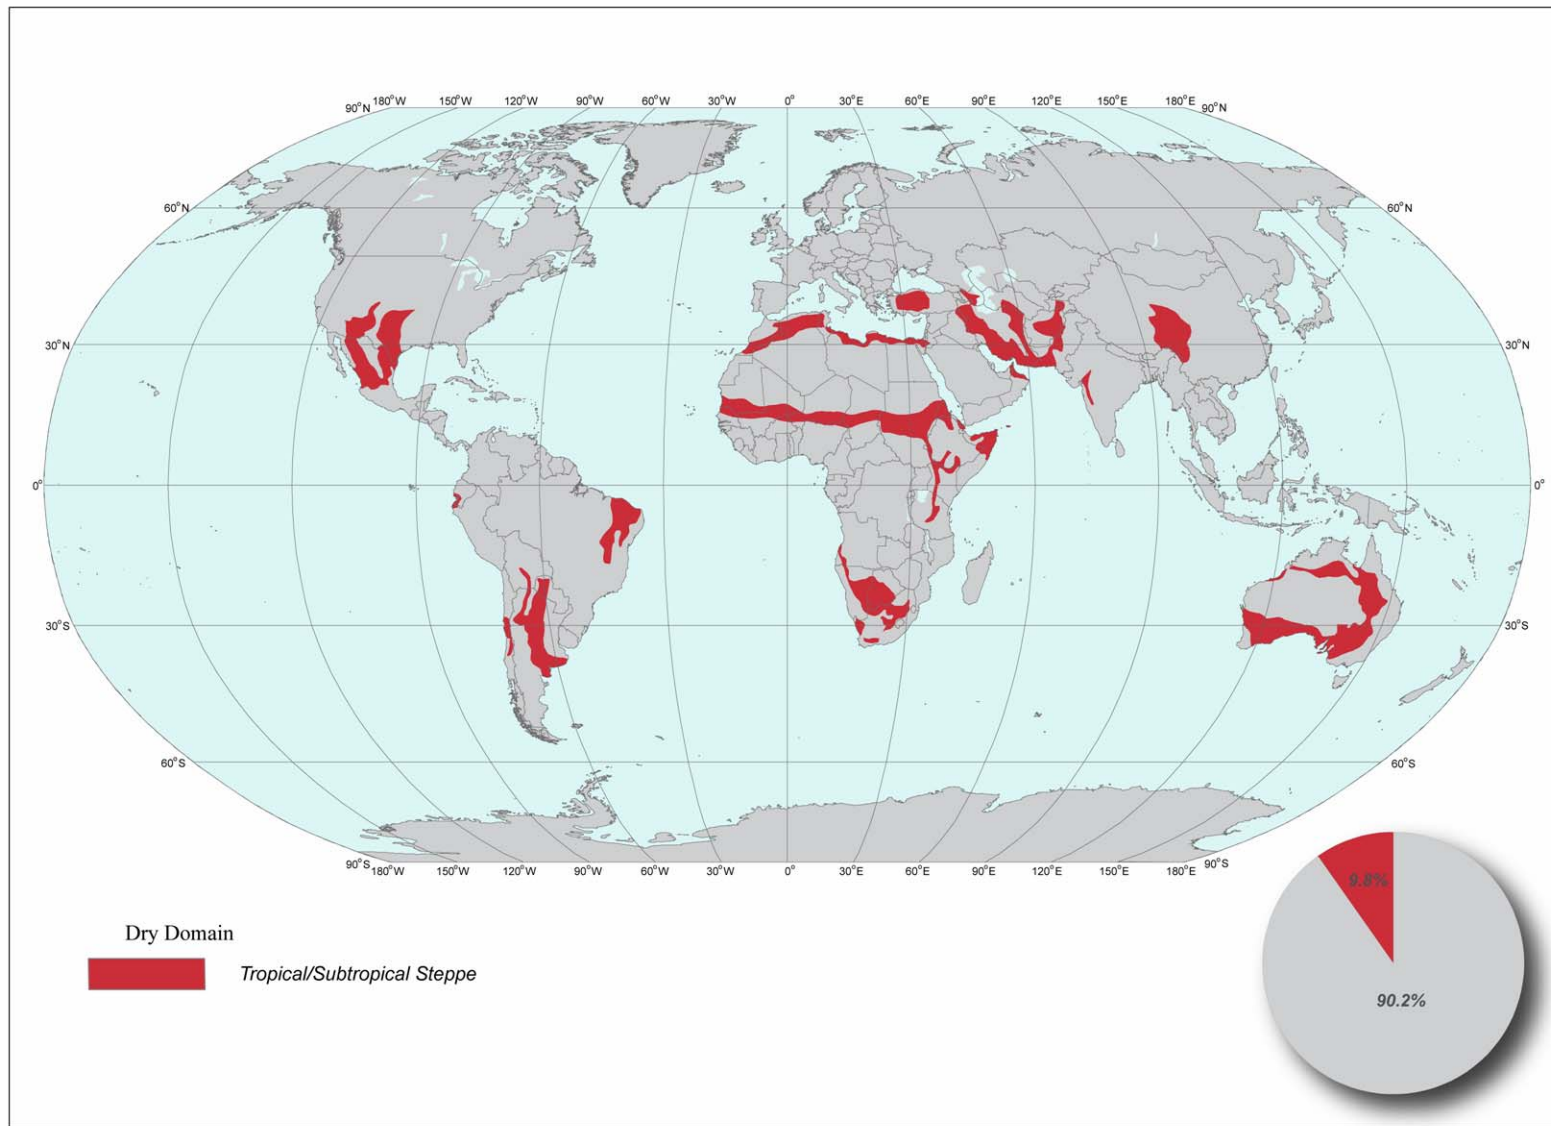 90°N 180°W 150°W 120°W 90°W 60°W 30°W 0° 30°E 60°E 90°E 120°E 150°E 180°E 90°N
60°N 60°N
30°N 30°N
0° 0°
30°S 30°S
60°S 60°S
90°S 180°W 150°W 120°W 90°W 60°W 30°W 0° 30°E 60°E 90°E 120°E 150°E 180°E 90°S
9.8%
Dry Domain
Tropical/Subtropical Steppe
90.2%